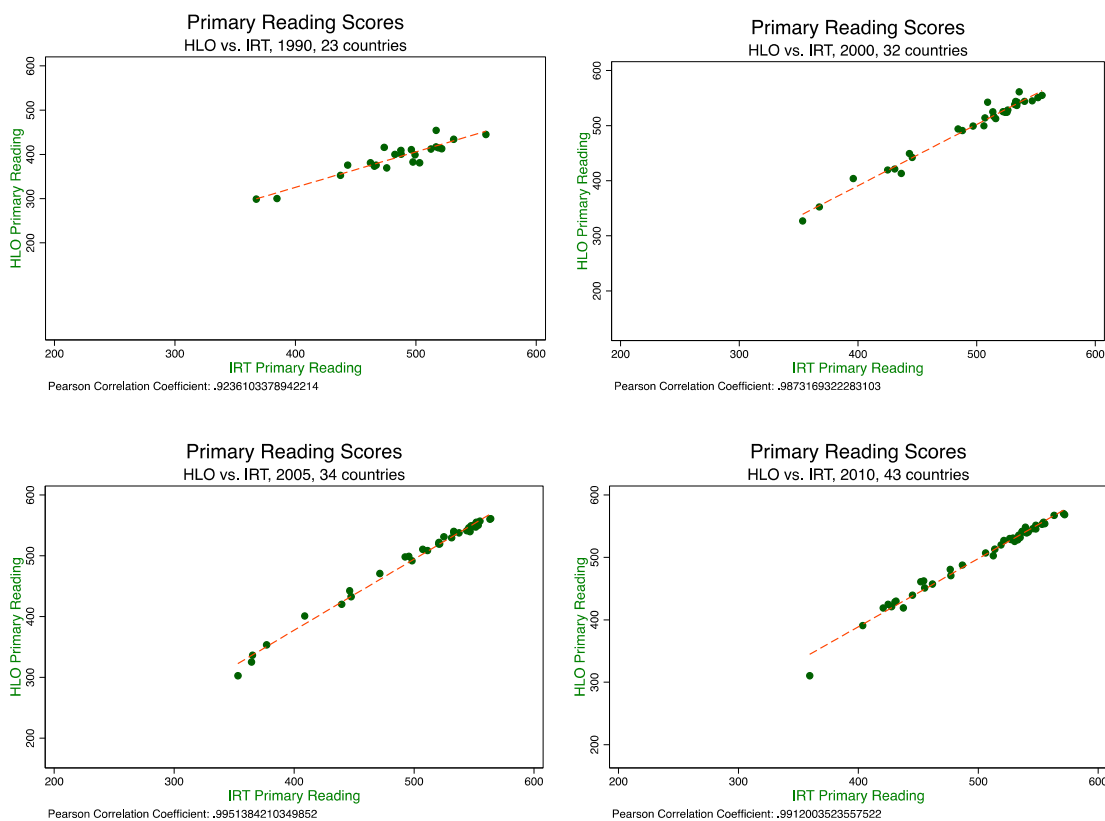 Primary Reading Scores
HLO vs. IRT, 1990, 23 countries
HLO Primary Reading
600
500
400
300
200
200 300 400 500 600
IRT Primary Reading
Pearson Correlation Coefficient: .9236103378942214
Primary Reading Scores
HLO vs. IRT, 2000, 32 countries
HLO Primary Reading
600
500
400
300
200
200 300 400 500 600
IRT Primary Reading
Pearson Correlation Coefficient: .9873169322283103
Primary Reading Scores
HLO vs. IRT, 2005, 34 countries
HLO Primary Reading
600
500
400
300
200
200 300 400 500 600
IRT Primary Reading
Pearson Correlation Coefficient: .9951384210349852
Primary Reading Scores
HLO vs. IRT, 2010, 43 countries
HLO Primary Reading
600
500
400
300
200
200 300 400 500 600
IRT Primary Reading
Pearson Correlation Coefficient: .9912003523557522